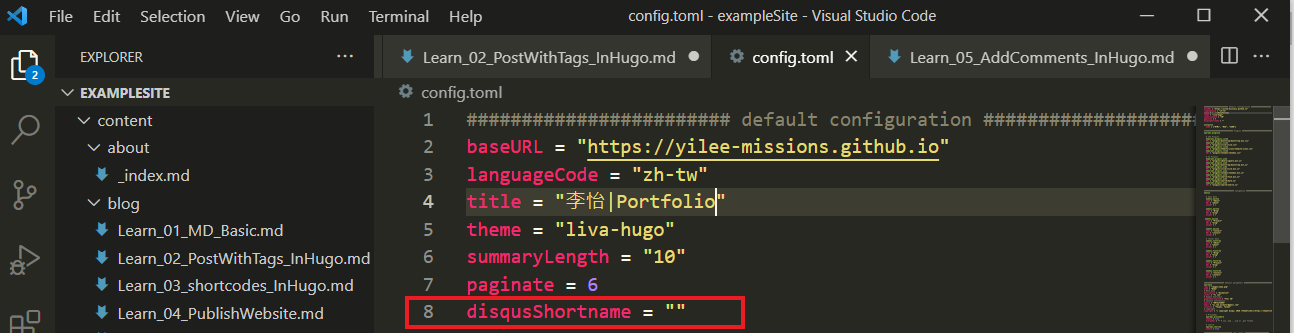 File Edit Selection View Go Run Terminal Help config.toml - exampleSite - Visual Studio Code
EXPLORER ...
Learn_02_PostWithTags_InHugo.md config.toml Learn_05_AddComments_InHugo.md ...
2
EXAMPLESITE
content
about
_index.md
blog
Learn_01_MD_Basic.md
Learn_02_PostWithTags_InHugo.md
Learn_03_shortcodes_InHugo.md
Learn_04_PublishWebsite.md
config.toml
1 ######################## default configuration ####################
2 baseURL = "https://yilee-missions.github.io"
3 languageCode = "zh-tw"
4 title = "李怡|Portfolio"
5 theme = "liva-hugo"
6 summaryLength = "10"
7 paginate = 6
8 disqusShortname = ""